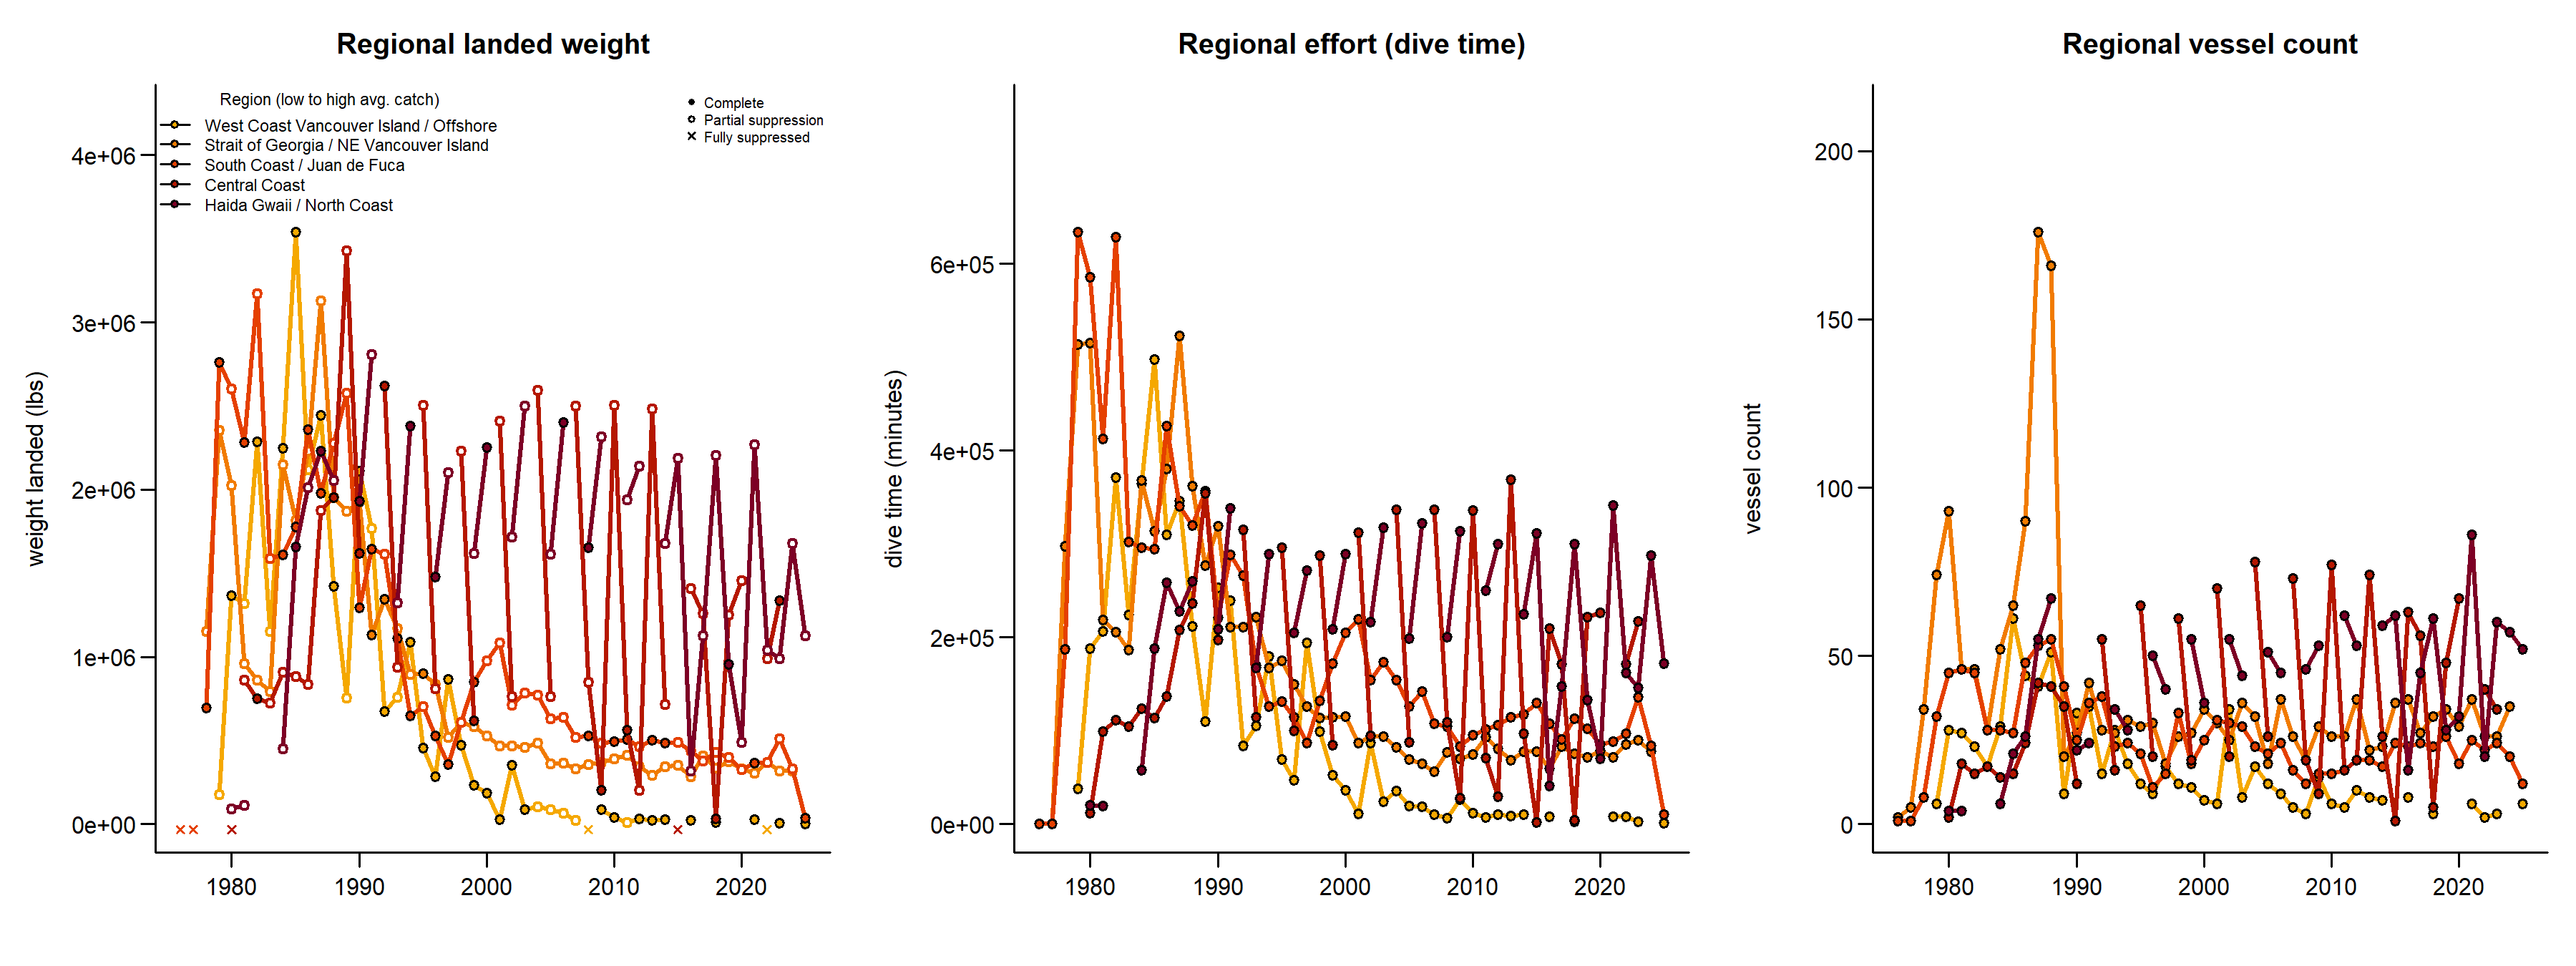 Regional landed weight
Region (low to high avg. catch)
West Coast Vancouver Island / Offshore
Strait of Georgia / NE Vancouver Island
South Coast / Juan de Fuca
Central Coast
Haida Gwaii / North Coast
Complete
Partial suppression
Fully suppressed
weight landed (lbs)
4e+06
3e+06
2e+06
1e+06
0e+00
1980 1990 2000 2010 2020
Regional effort (dive time)
dive time (minutes)
6e+05
4e+05
2e+05
0e+00
1980 1990 2000 2010 2020
Regional vessel count
vessel count
200
150
100
50
0
1980 1990 2000 2010 2020